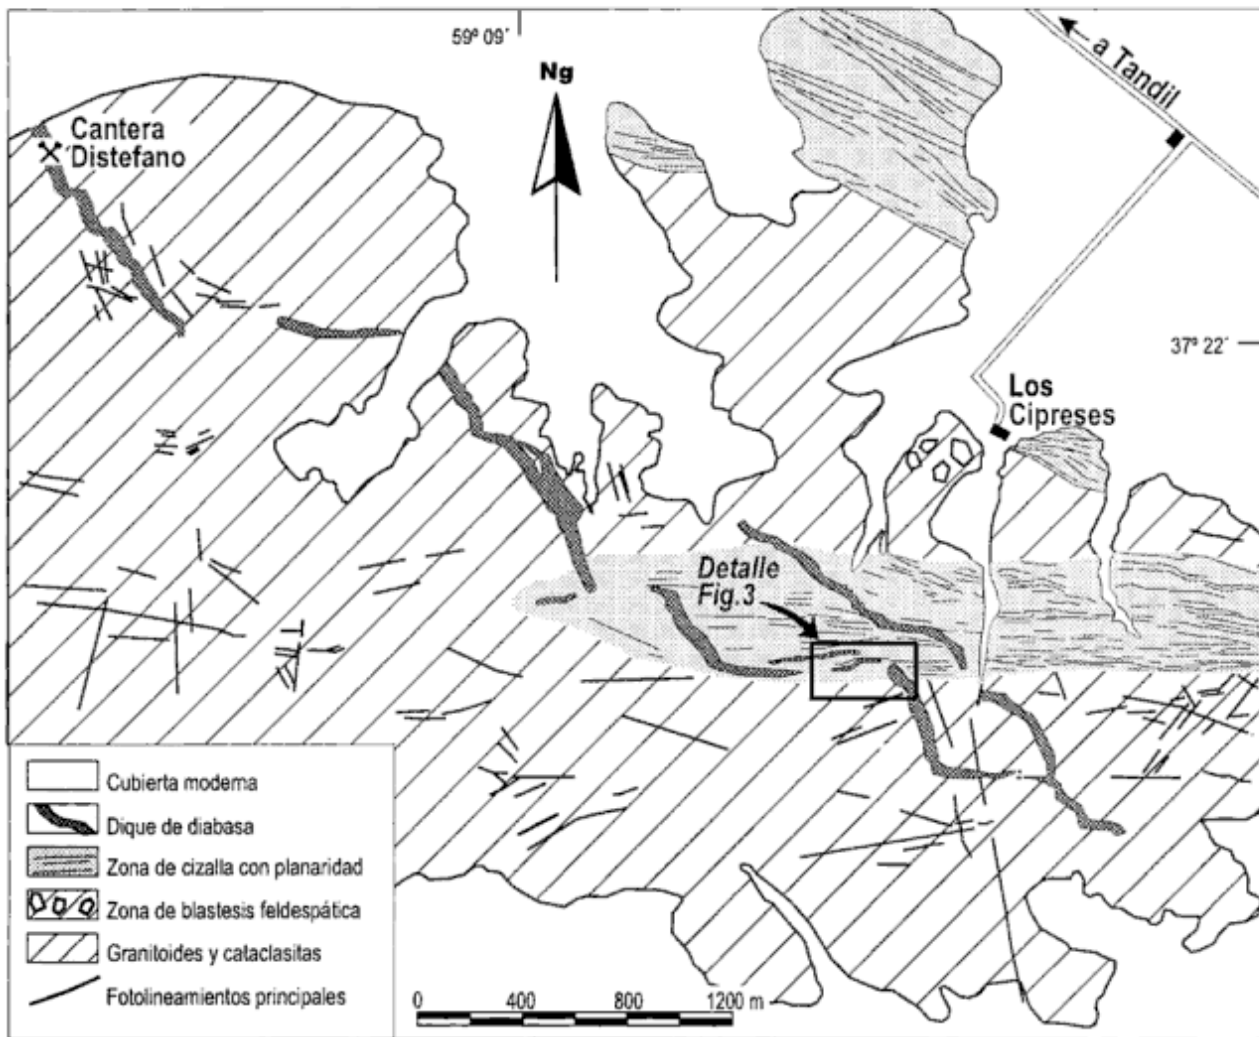 59º 09´
Ng
a Tandil
Cantera
Distefano
37º 22´
Los
Cipreses
Detalle
Fig.3
Cubierta moderna
Dique de diabasa
Zona de cizalla con planaridad
Zona de blastesis feldespática
Granitoides y cataclasitas
Fotolineamientos principales
0 400 800 1200 m